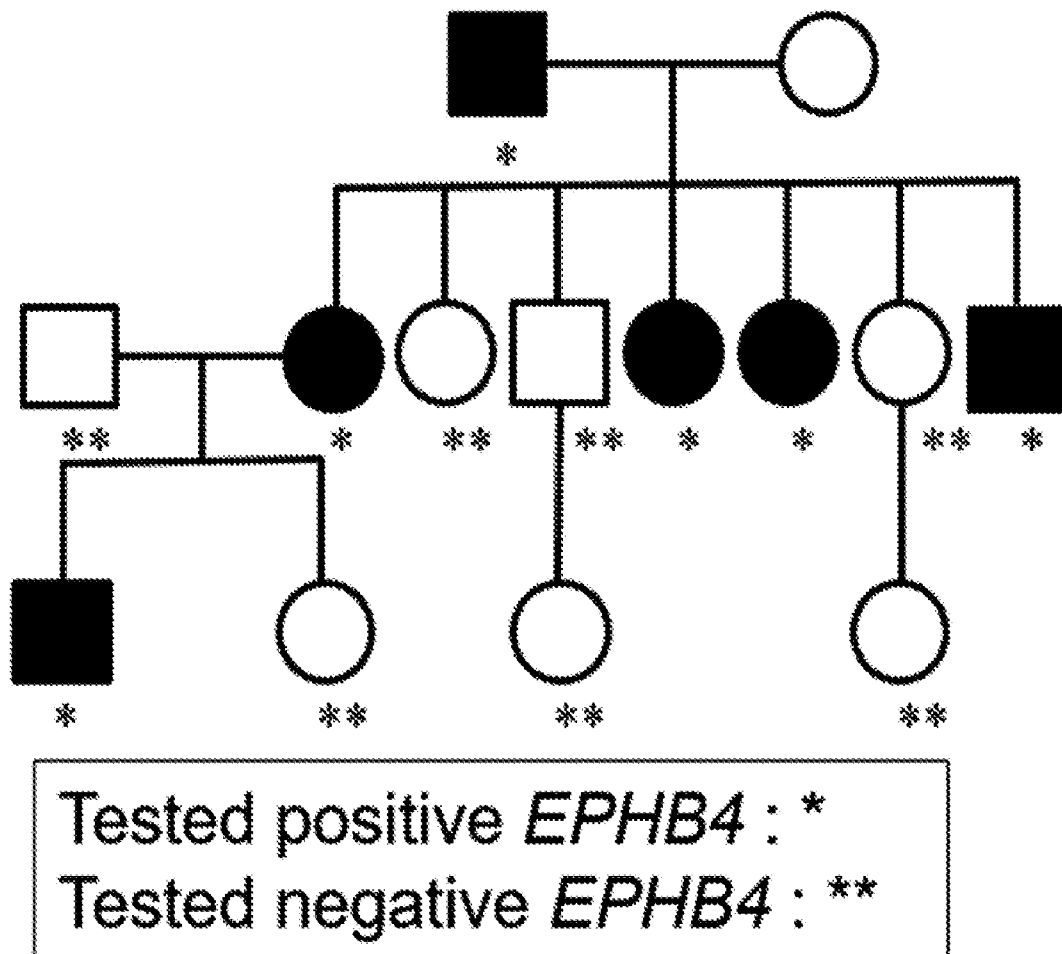 *
** * ** ** * * ** *
* ** ** **
Tested positive EPHB4 : *
Tested negative EPHB4 : **